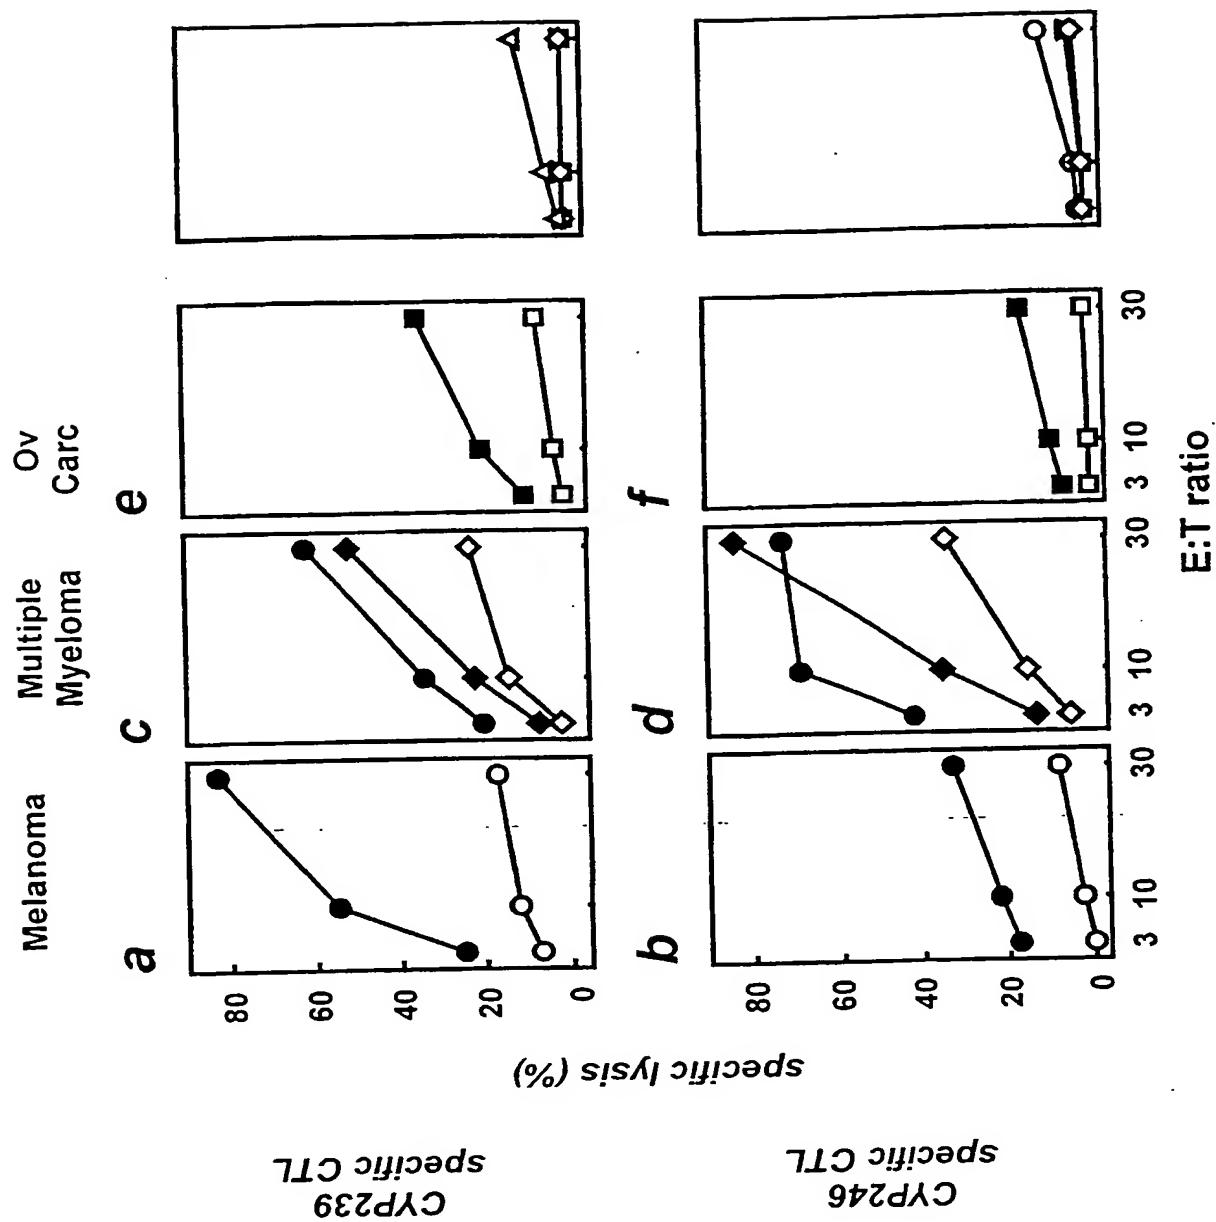 Melanoma
Multiple
Myeloma
Ov
Carc
a
c
e
80
60
40
20
0
CYP239
specific CTL
specific lysis (%)
b
d
f
80
60
40
20
0
CYP246
specific CTL
3 10 30
3 10 30
3 10 30
E:T ratio